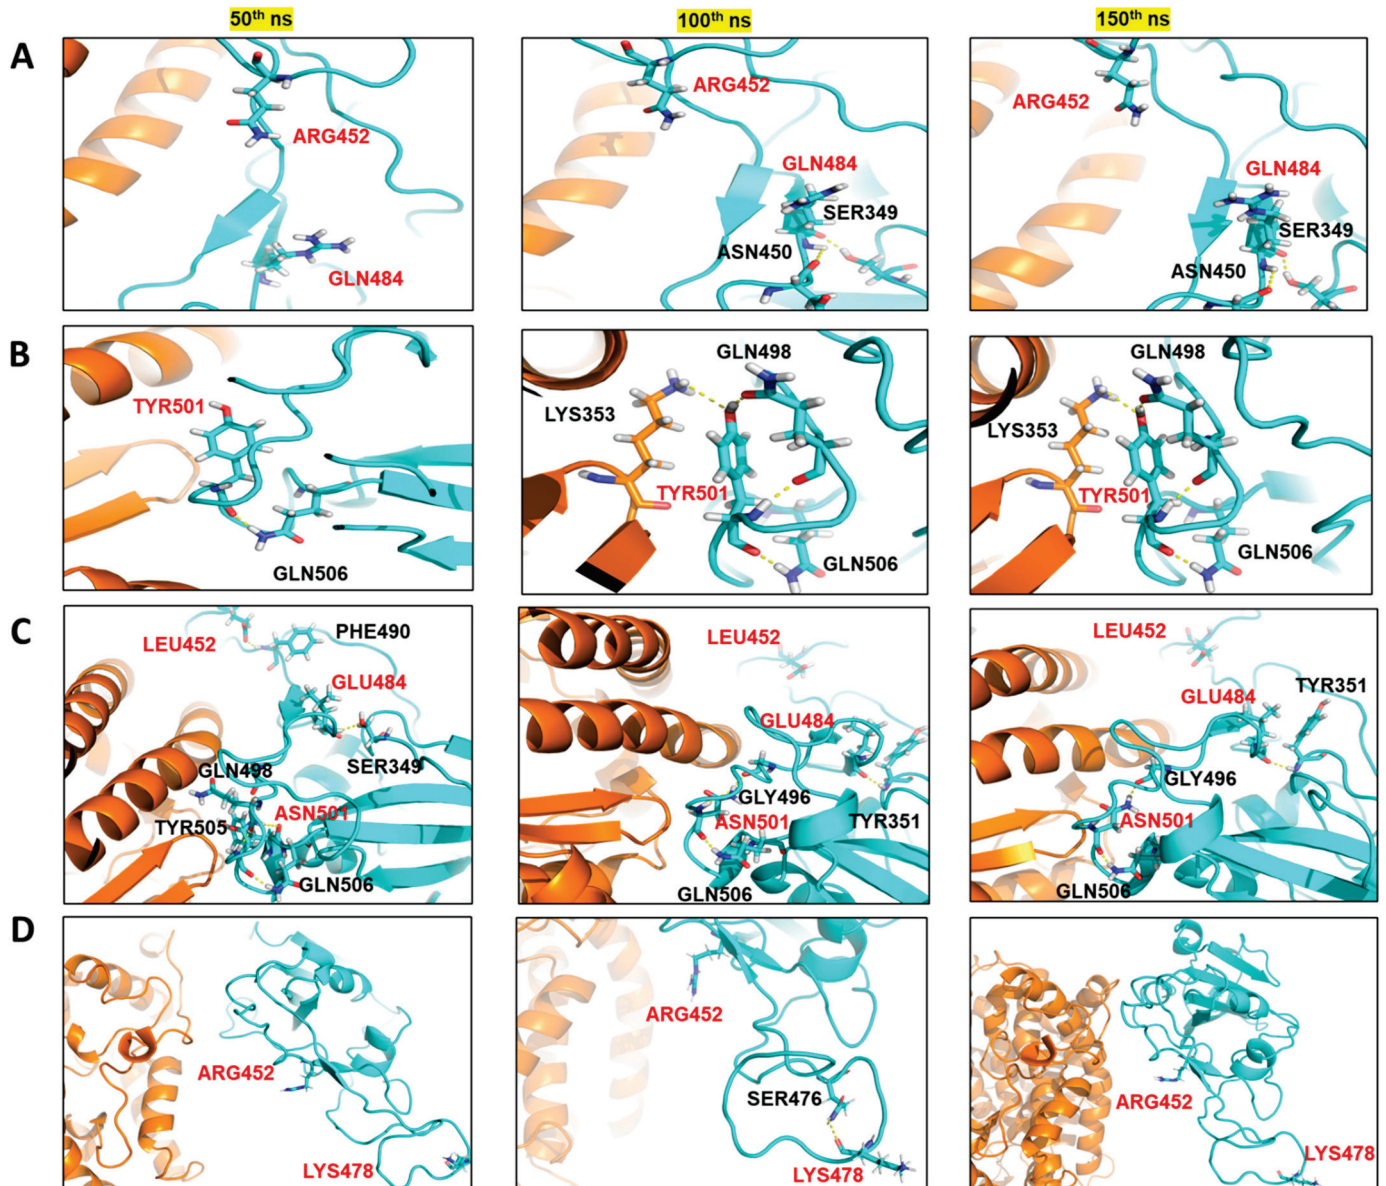 50th ns 100th ns 150th ns
A
ARG452
GLN484
ARG452
GLN484
SER349
ASN450
ARG452
GLN484
SER349
ASN450
B
TYR501
GLN506
GLN498
LYS353
TYR501
GLN506
GLN498
LYS353
TYR501
GLN506
C
LEU452
PHE490
GLU484
SER349
GLN498
ASN501
TYR505
GLN506
LEU452
GLU484
GLY496
ASN501
TYR351
GLN506
LEU452
GLU484
TYR351
GLY496
ASN501
GLN506
D
ARG452
LYS478
ARG452
SER476
LYS478
ARG452
LYS478